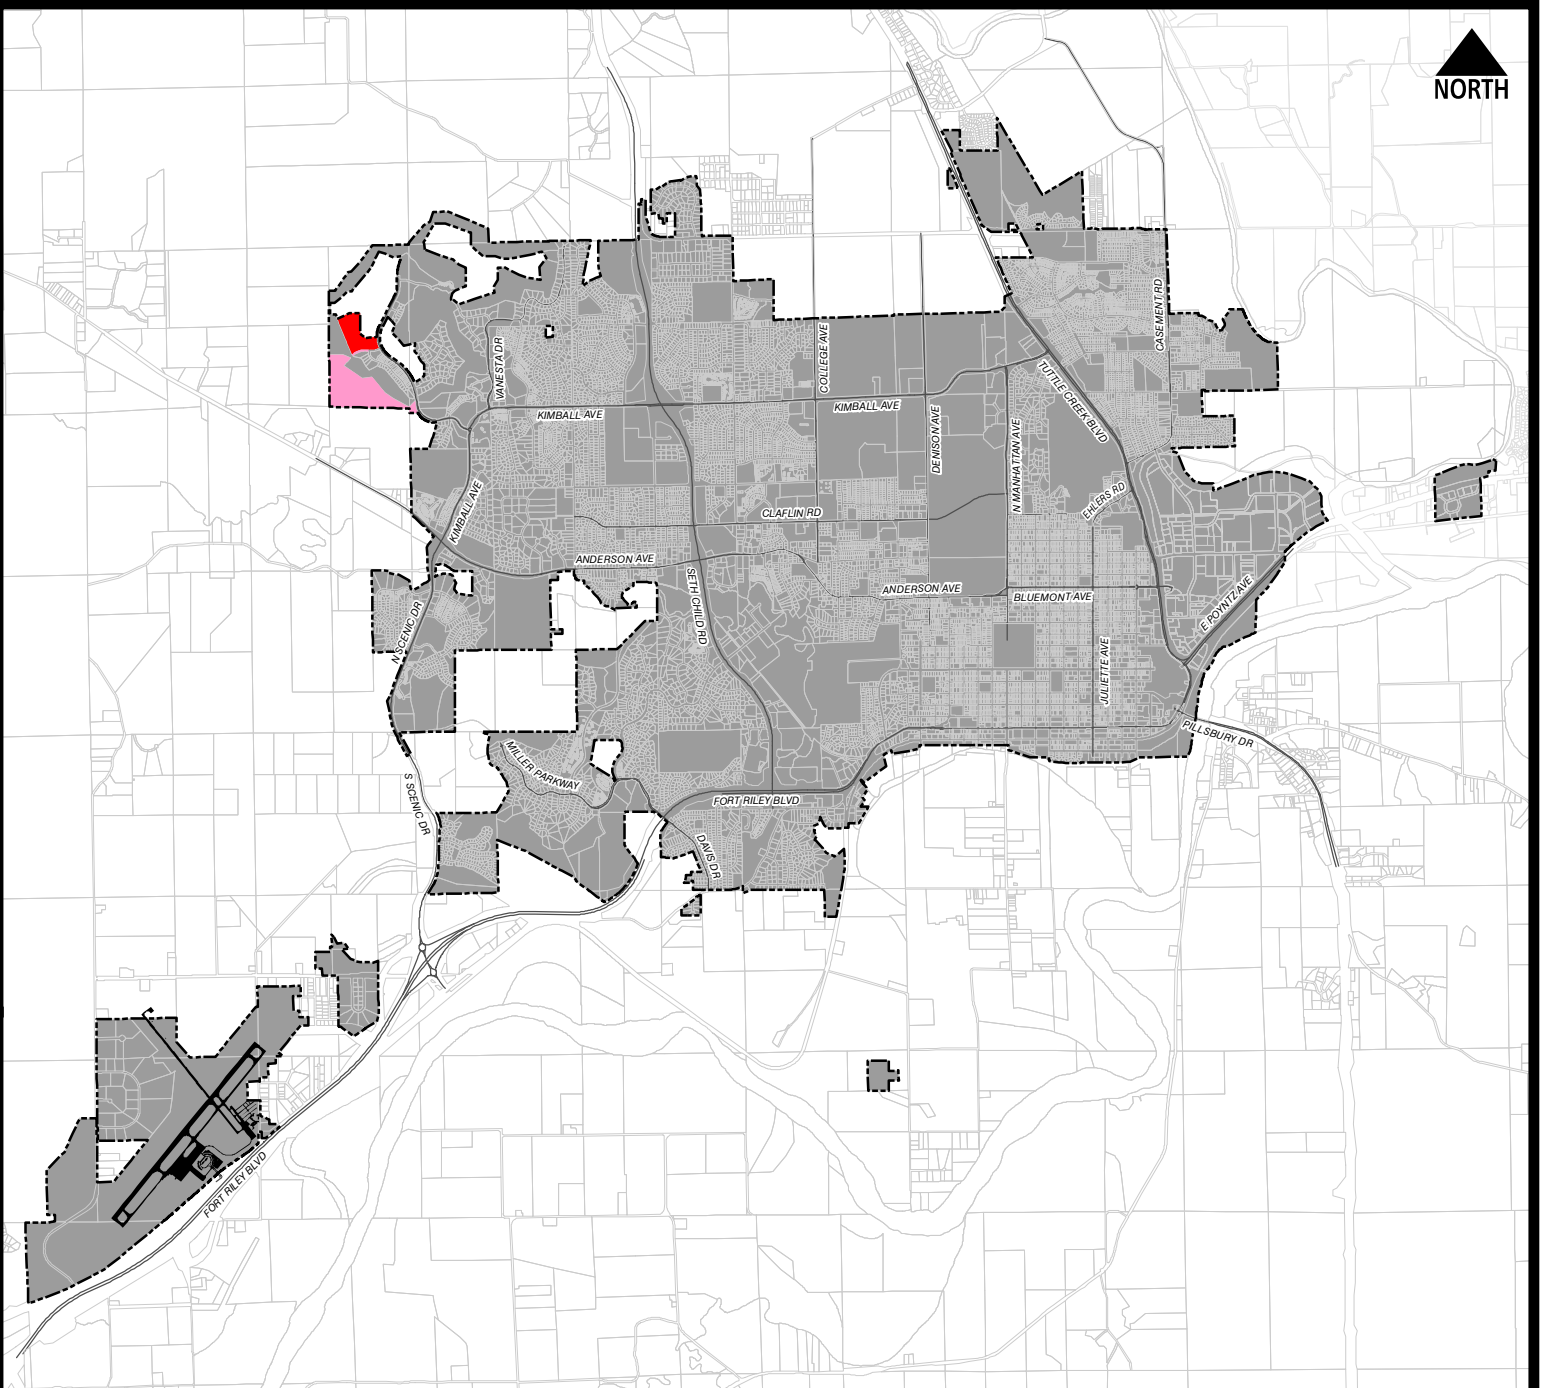 NORTH
CASEMENT RD
COLLEGE AVE
VANESTA DR
TUTTLE CREEK BLVD
KIMBALL AVE
KIMBALL AVE
DENISON AVE
N MANHATTAN AVE
KIMBALL AVE
EHLERS RD
CLAFLIN RD
ANDERSON AVE
SETH CHILD RD
ANDERSON AVE
BLUEMONT AVE
E POYNTZ AVE
N SCENIC DR
JULIETTE AVE
PILLSBURY DR
MILLER PARKWAY
S SCENIC DR
FORT RILEY BLVD
DAVIS DR
FORT RILEY BLVD